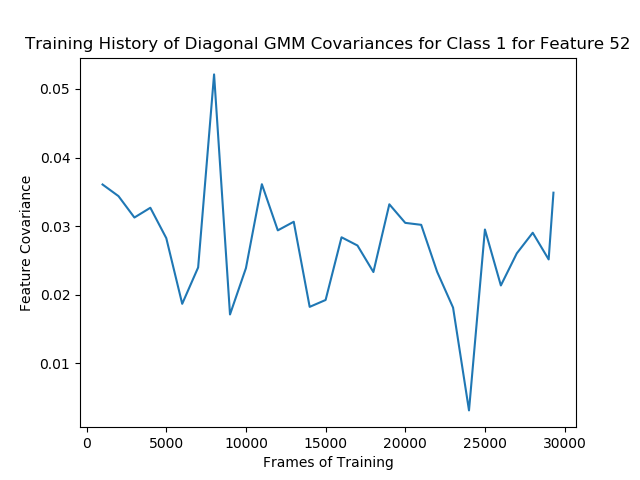 Training History of Diagonal GMM Covariances for Class 1 for Feature 52
0.05
0.04
0.03
0.02
0.01
Feature Covariance
0 5000 10000 15000 20000 25000 30000
Frames of Training